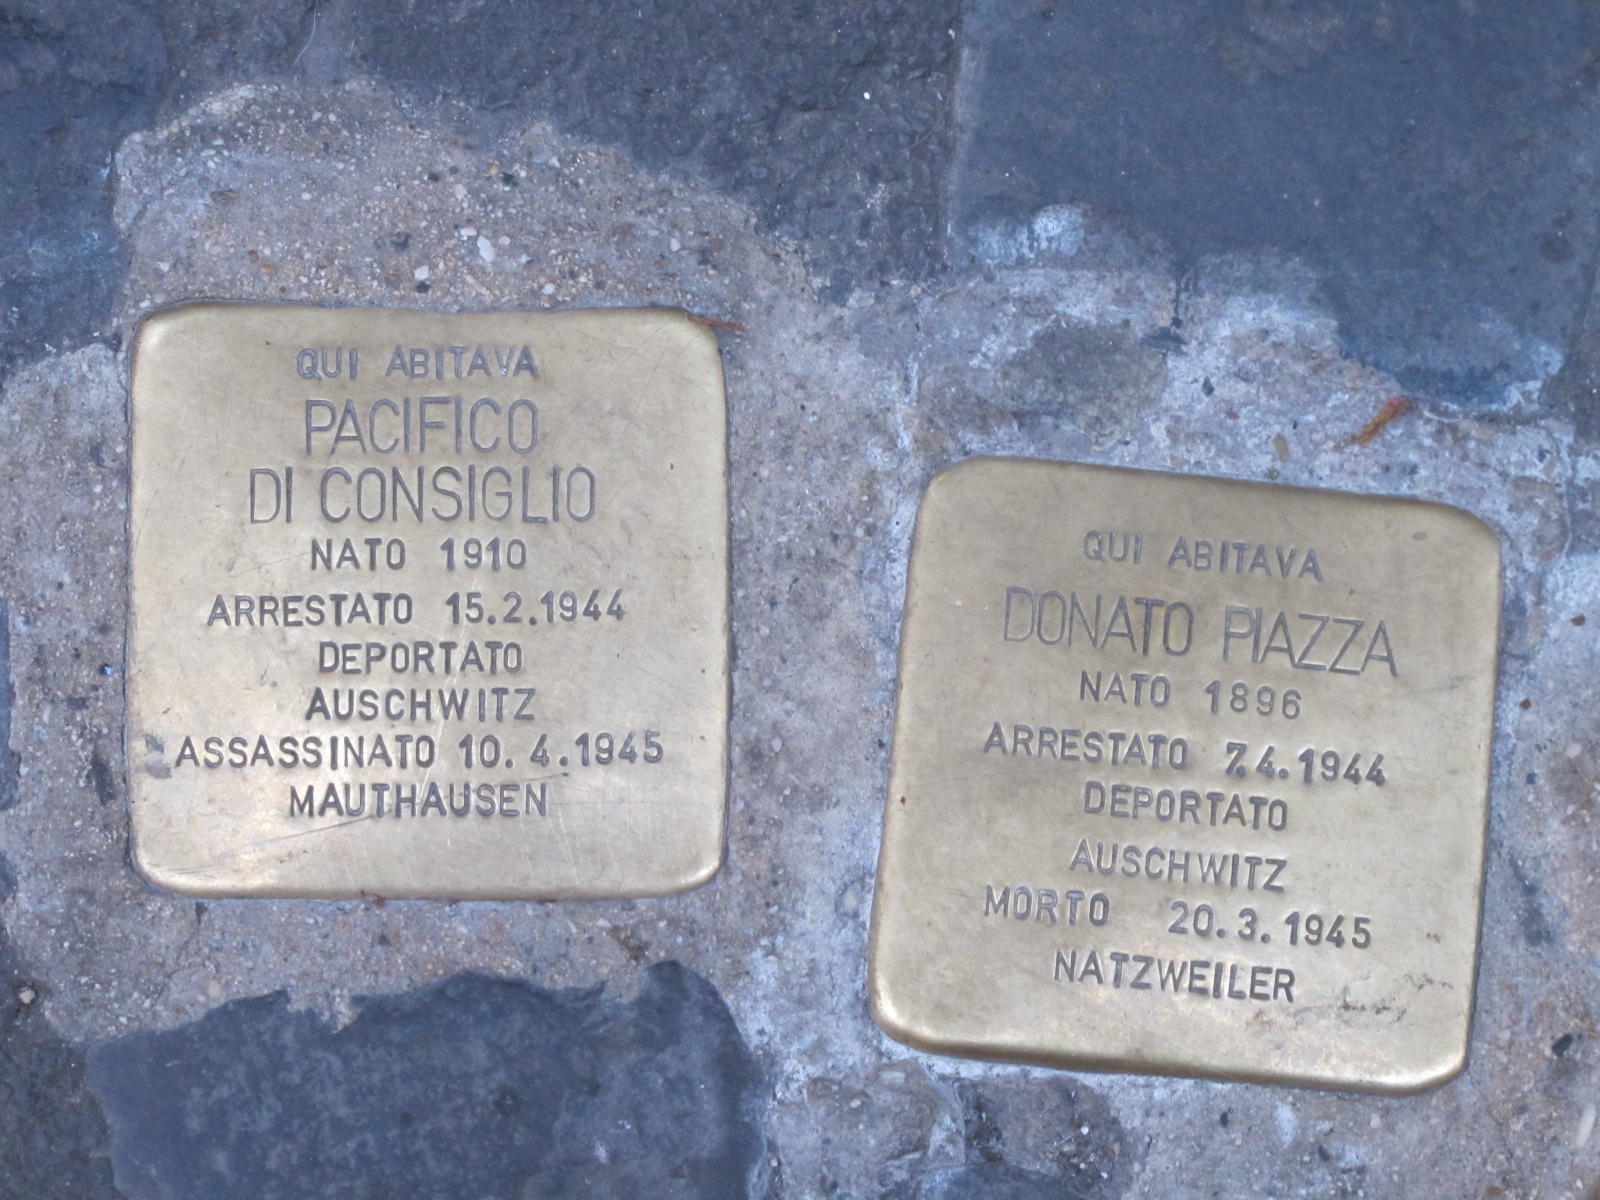 QUI ABITAVA
PACIFICO
DI CONSIGLIO
NATO 1910
ARRESTATO 15.2.1944
DEPORTATO
AUSCHWITZ
ASSASSINATO 10.4.1945
MAUTHAUSEN
QUI ABITAVA
DONATO PIAZZA
NATO 1896
ARRESTATO 7.4.1944
DEPORTATO
AUSCHWITZ
MORTO 20.3.1945
NATZWEILER